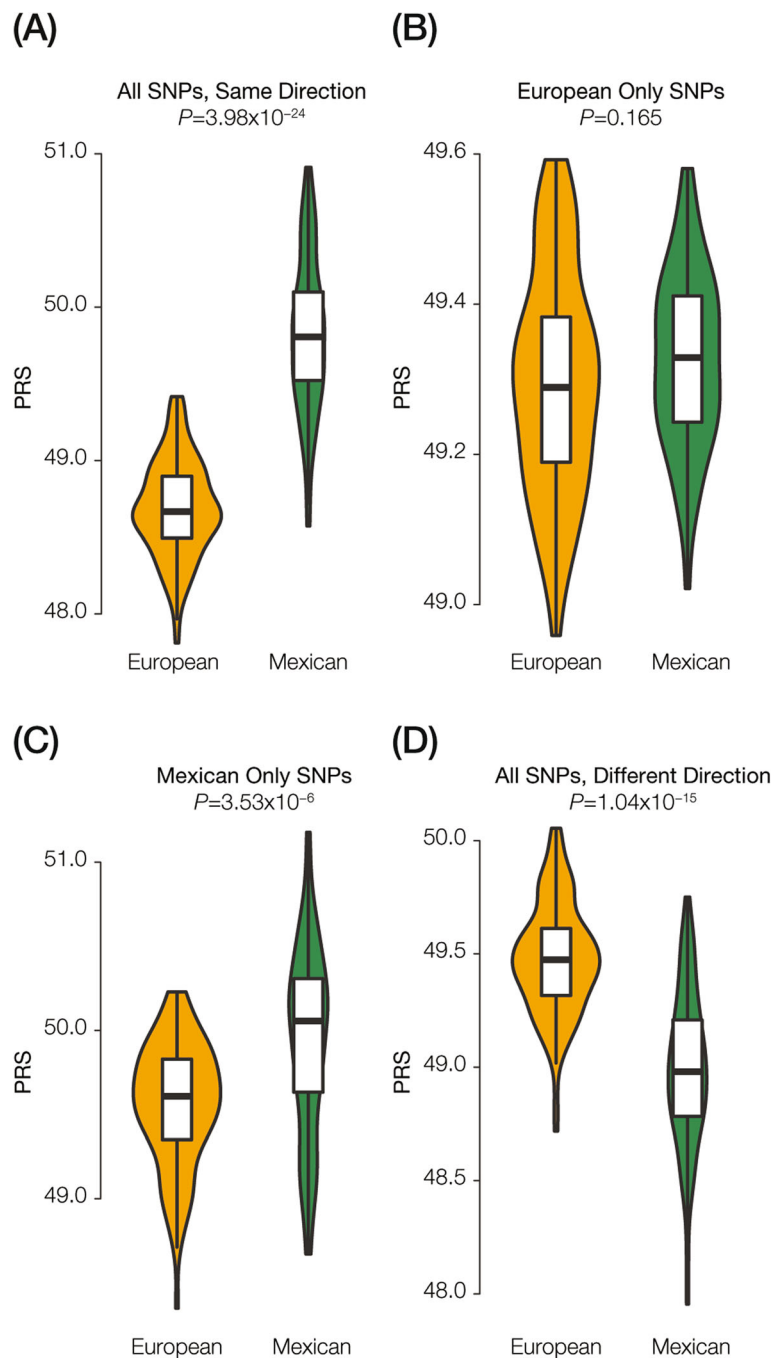 (A)
All SNPs, Same Direction
P=3.98x10⁻²⁴
51.0
50.0
49.0
48.0
PRS
European Mexican
(B)
European Only SNPs
P=0.165
49.6
49.4
49.2
49.0
PRS
European Mexican
(C)
Mexican Only SNPs
P=3.53x10⁻⁶
51.0
50.0
49.0
PRS
European Mexican
(D)
All SNPs, Different Direction
P=1.04x10⁻¹⁵
50.0
49.5
49.0
48.5
48.0
PRS
European Mexican